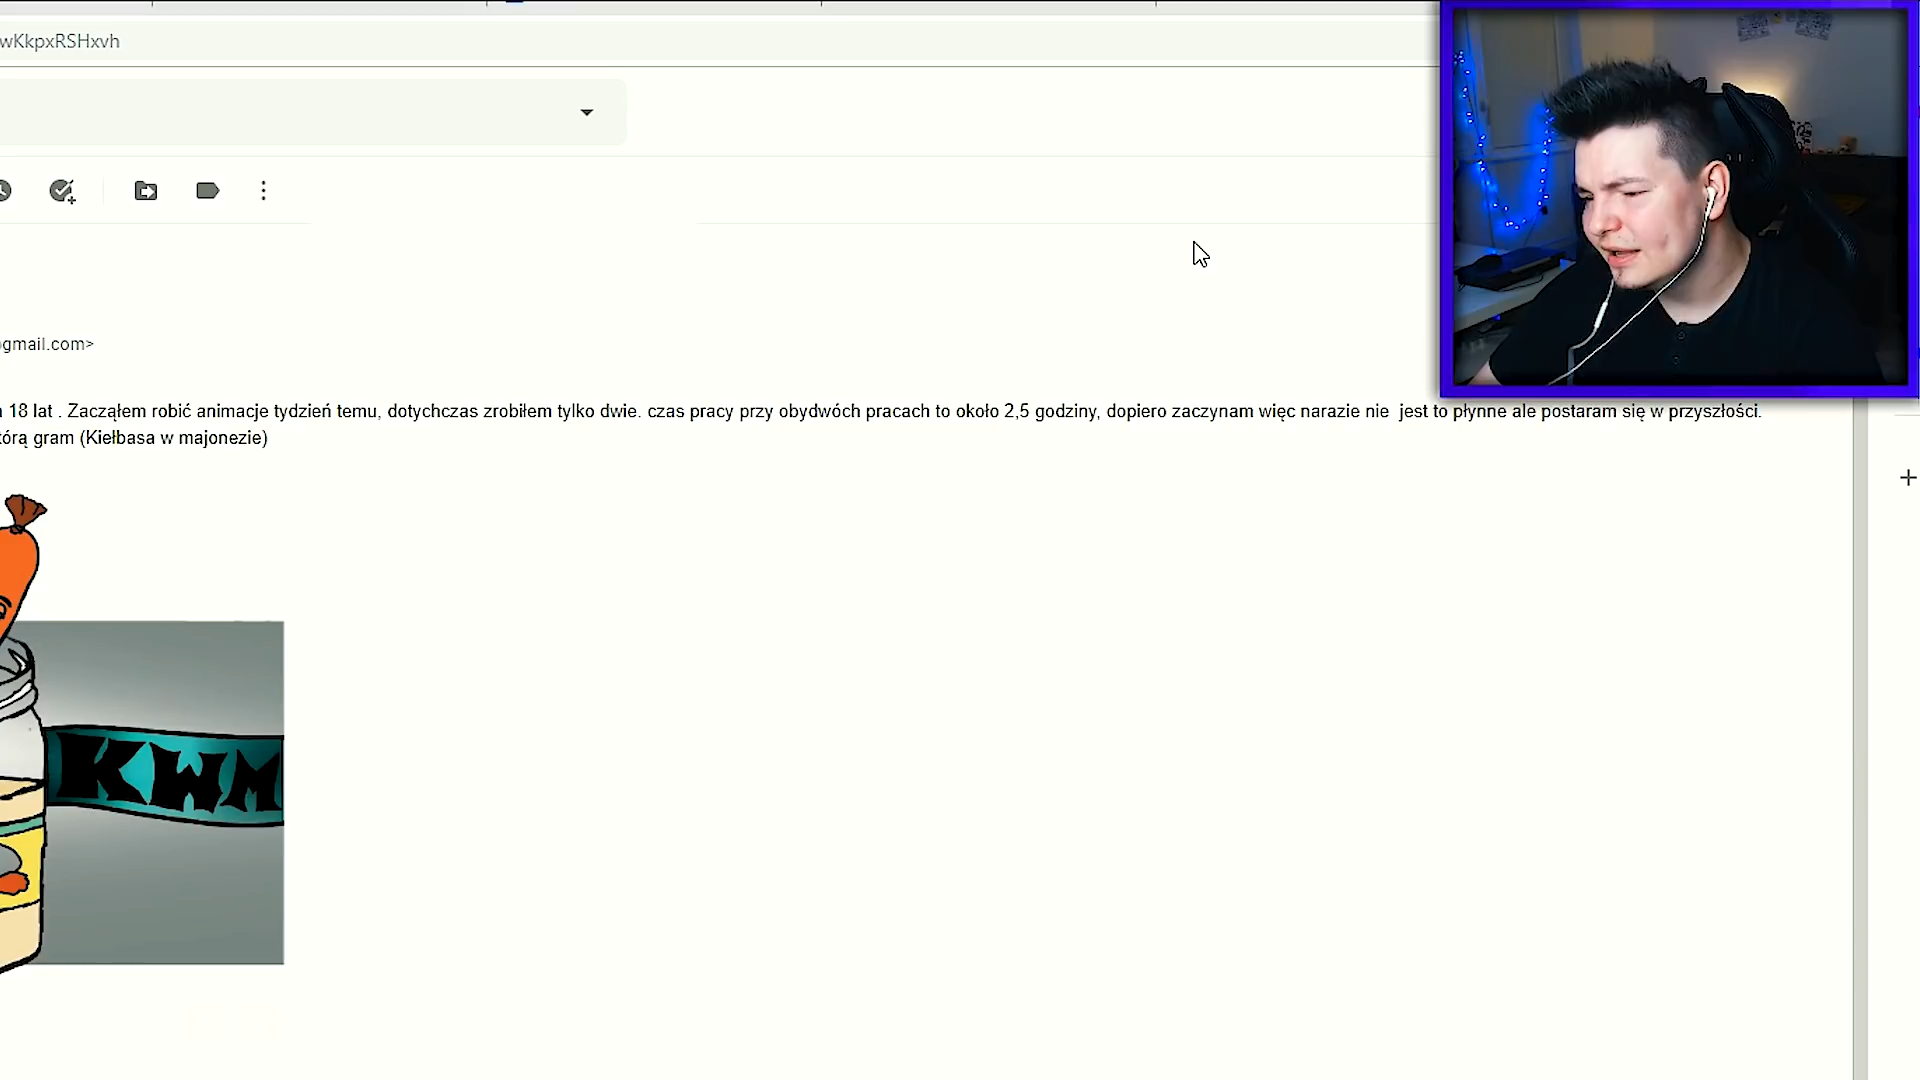 wKkpxRSHxvh
gmail.com>
18 lat . Zacząłem robić animacje tydzień temu, dotychczas zrobiłem tylko dwie. czas pracy przy obydwóch pracach to około 2,5 godziny, dopiero zaczynam więc narazie nie jest to płynne ale postaram się w przyszłości.
tórą gram (Kiełbasa w majonezie)
KWM